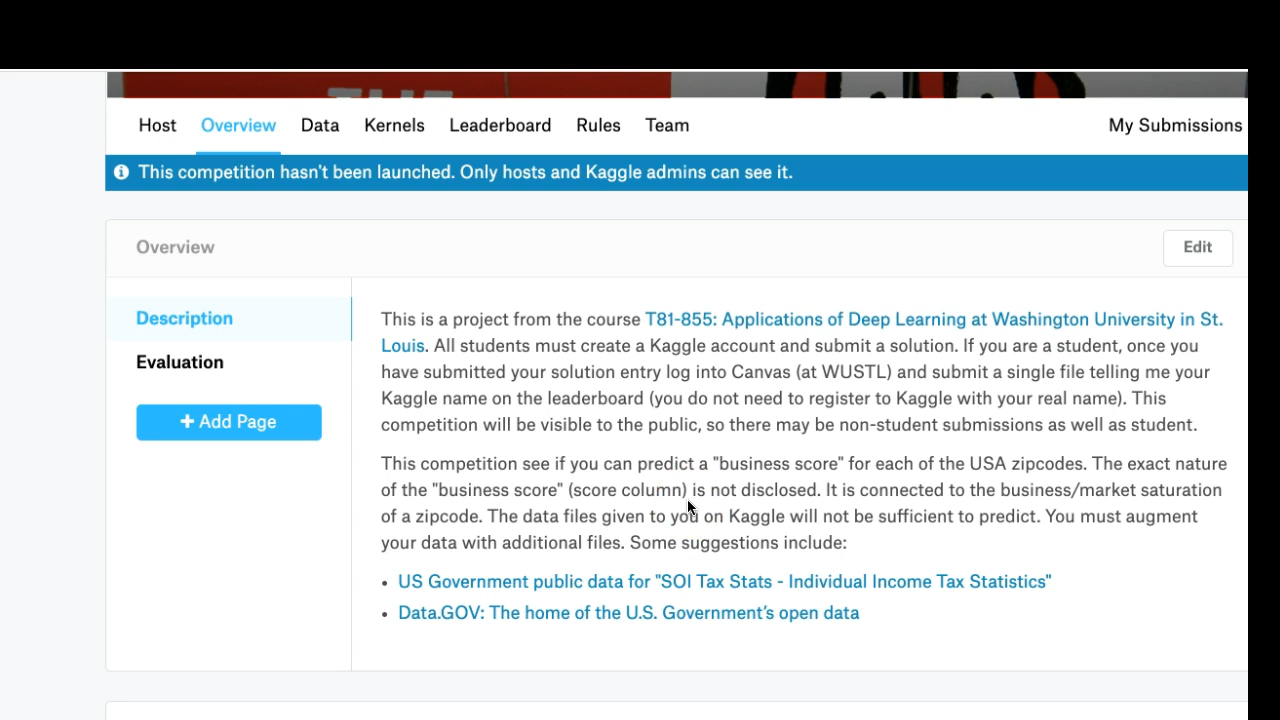 Host Overview Data Kernels Leaderboard Rules Team My Submissions
This competition hasn't been launched. Only hosts and Kaggle admins can see it.
Overview Edit
Description
Evaluation
+ Add Page
This is a project from the course T81-855: Applications of Deep Learning at Washington University in St.
Louis. All students must create a Kaggle account and submit a solution. If you are a student, once you
have submitted your solution entry log into Canvas (at WUSTL) and submit a single file telling me your
Kaggle name on the leaderboard (you do not need to register to Kaggle with your real name). This
competition will be visible to the public, so there may be non-student submissions as well as student.
This competition see if you can predict a "business score" for each of the USA zipcodes. The exact nature
of the "business score" (score column) is not disclosed. It is connected to the business/market saturation
of a zipcode. The data files given to you on Kaggle will not be sufficient to predict. You must augment
your data with additional files. Some suggestions include:
• US Government public data for "SOI Tax Stats - Individual Income Tax Statistics"
• Data.GOV: The home of the U.S. Government's open data